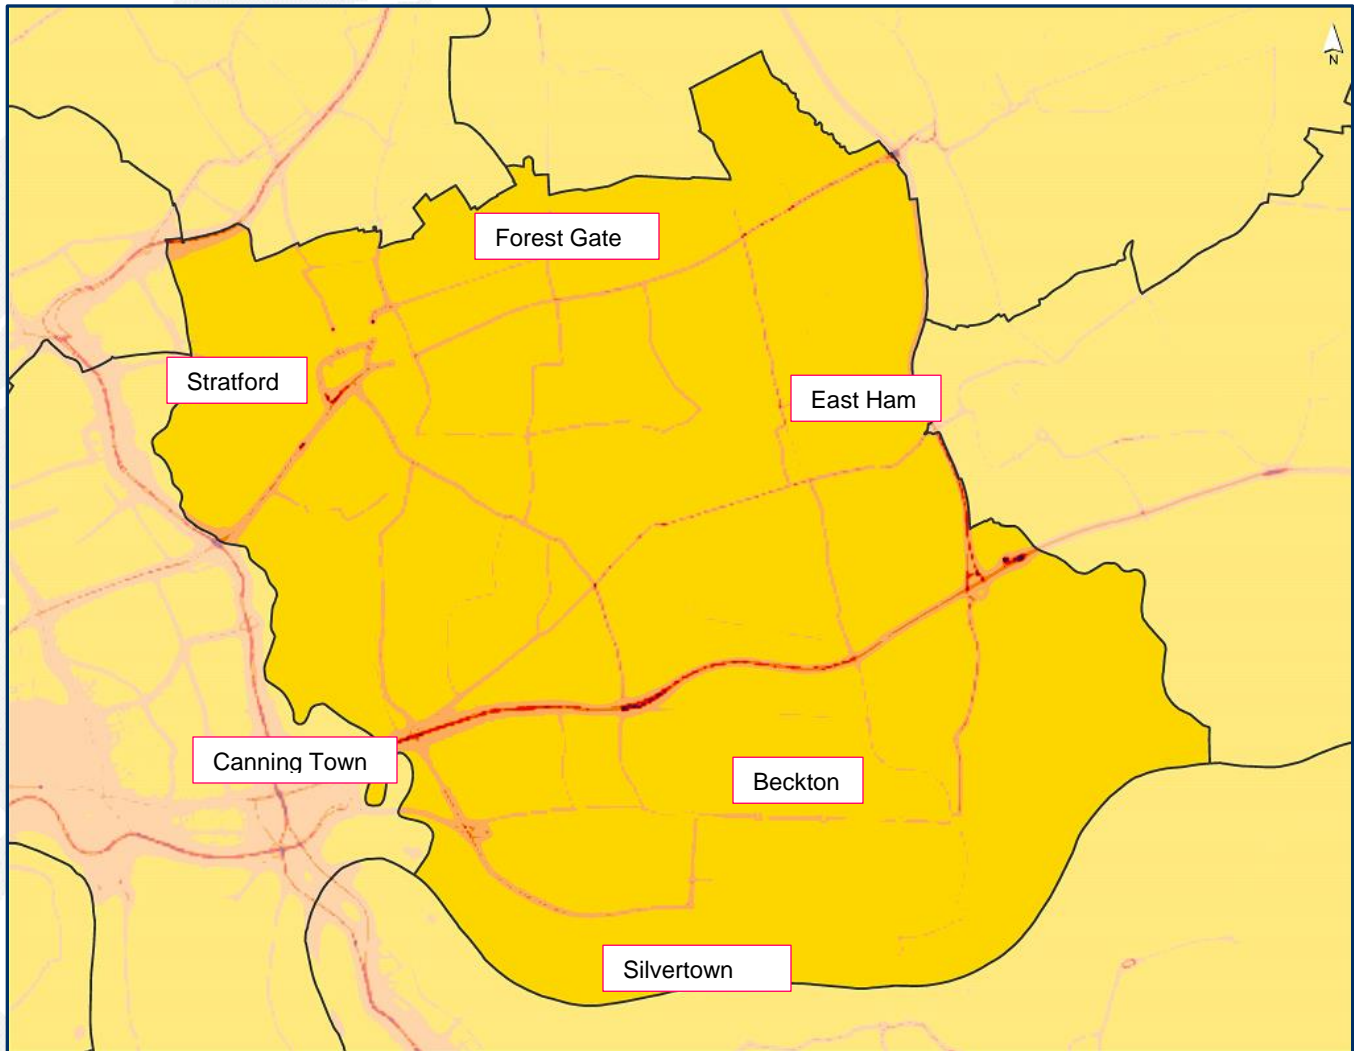 N
Forest Gate
Stratford
East Ham
Canning Town
Beckton
Silvertown